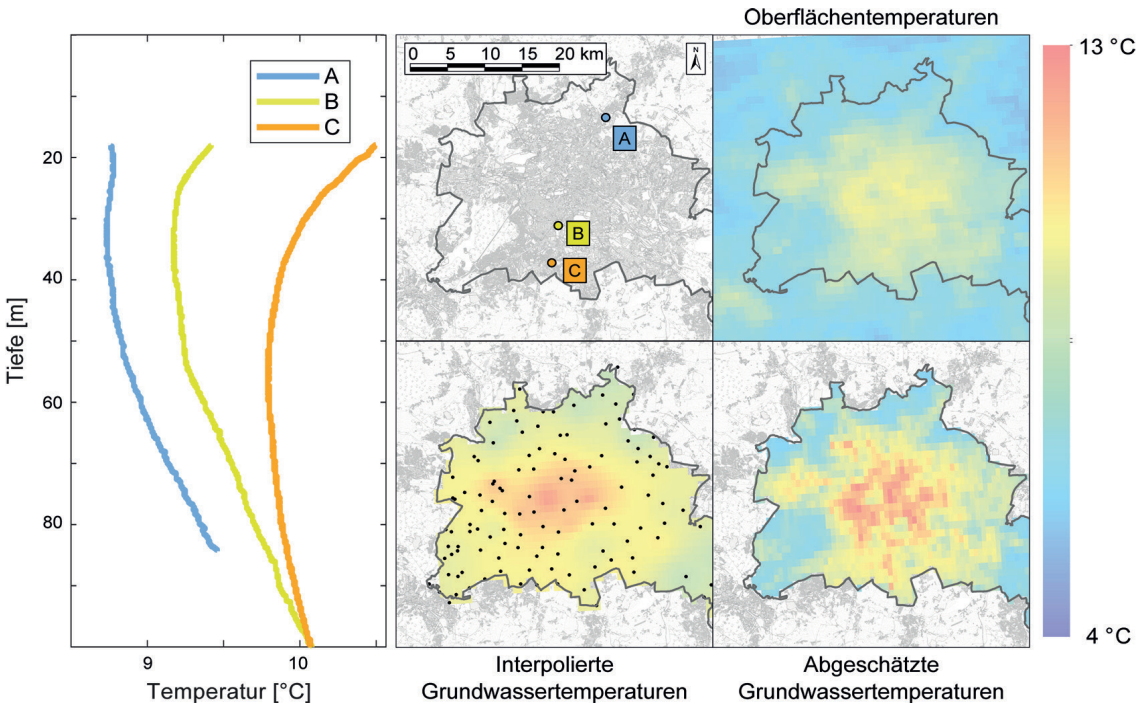 Oberflächentemperaturen
A
B
C
20
40
60
80
Tiefe [m]
9
10
Temperatur [°C]
0 5 10 15 20 km
N
A
B
C
13 °C
4 °C
Interpolierte
Grundwassertemperaturen
Abgeschätzte
Grundwassertemperaturen